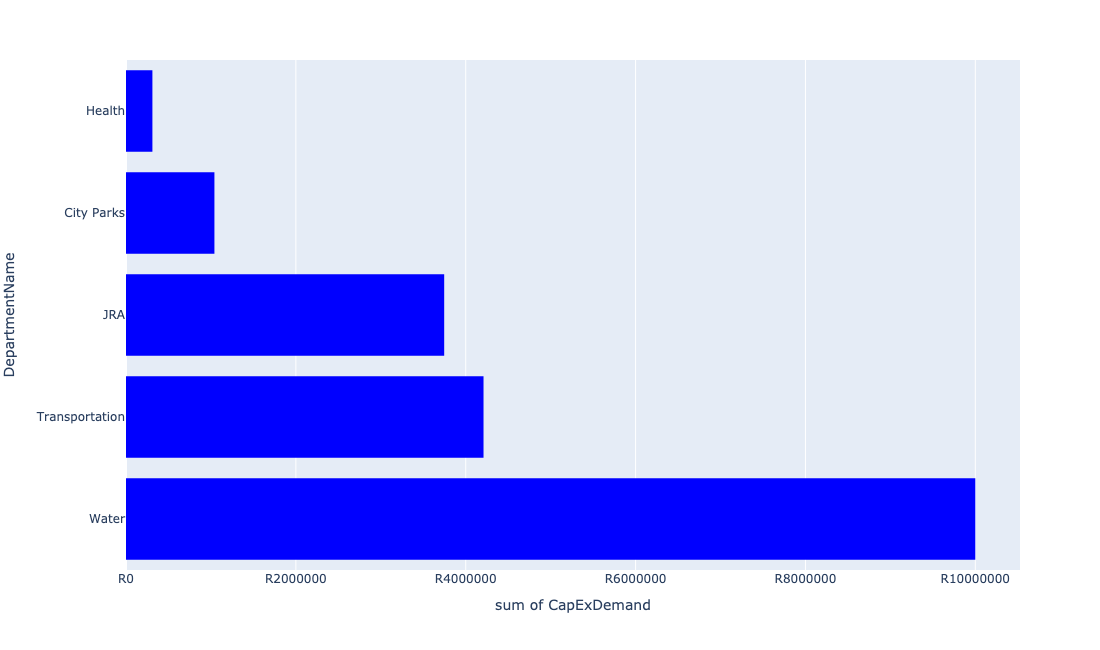 Health
City Parks
JRA
Transportation
Water
R0 R2000000 R4000000 R6000000 R8000000 R10000000
sum of CapExDemand
DepartmentName